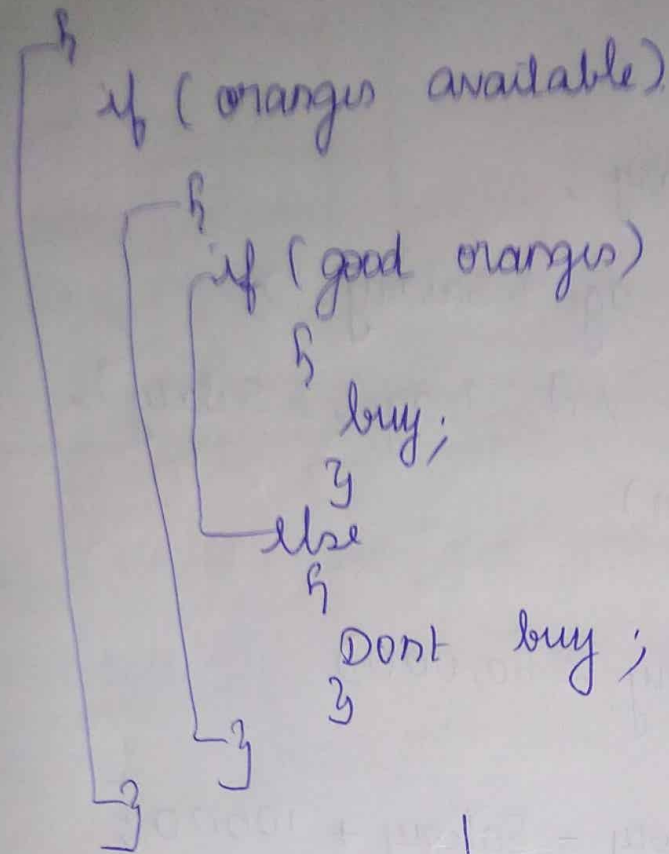 {
if (oranges available)
{
if (good oranges)
{
buy;
}
else
{
Dont buy;
}
}
}